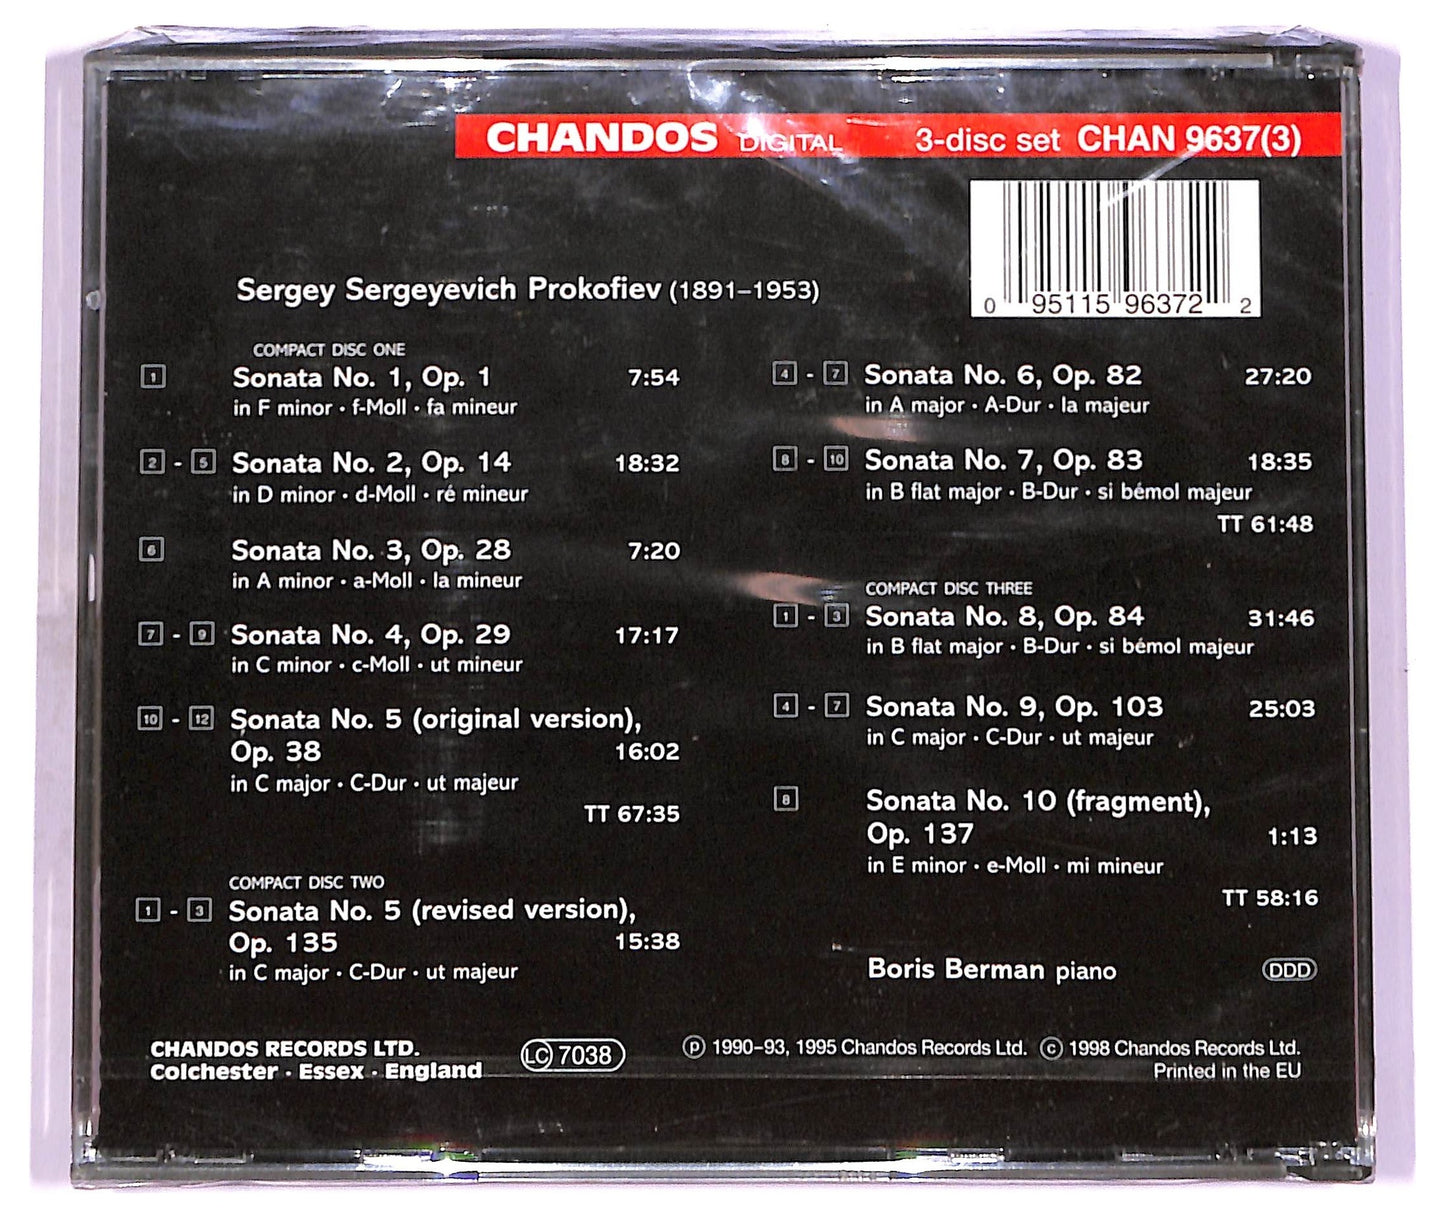 CHANDOS DIGITAL 3-disc set CHAN 9637(3)
0 95115 96372 2
Sergey Sergeyevich Prokofiev (1891–1953)
COMPACT DISC ONE
1 Sonata No. 1, Op. 1 7:54
in F minor · f-Moll · fa mineur
2 - 5 Sonata No. 2, Op. 14 18:32
in D minor · d-Moll · ré mineur
6 Sonata No. 3, Op. 28 7:20
in A minor · a-Moll · la mineur
7 - 9 Sonata No. 4, Op. 29 17:17
in C minor · c-Moll · ut mineur
10 - 12 Sonata No. 5 (original version),
Op. 38 16:02
in C major · C-Dur · ut majeur
TT 67:35
COMPACT DISC TWO
1 - 3 Sonata No. 5 (revised version),
Op. 135 15:38
in C major · C-Dur · ut majeur
4 - 7 Sonata No. 6, Op. 82 27:20
in A major · A-Dur · la majeur
8 - 10 Sonata No. 7, Op. 83 18:35
in B flat major · B-Dur · si bémol majeur
TT 61:48
COMPACT DISC THREE
1 - 3 Sonata No. 8, Op. 84 31:46
in B flat major · B-Dur · si bémol majeur
4 - 7 Sonata No. 9, Op. 103 25:03
in C major · C-Dur · ut majeur
8 Sonata No. 10 (fragment),
Op. 137 1:13
in E minor · e-Moll · mi mineur
TT 58:16
Boris Berman piano DDD
CHANDOS RECORDS LTD.
Colchester · Essex · England
LC 7038
℗ 1990–93, 1995 Chandos Records Ltd. © 1998 Chandos Records Ltd.
Printed in the EU